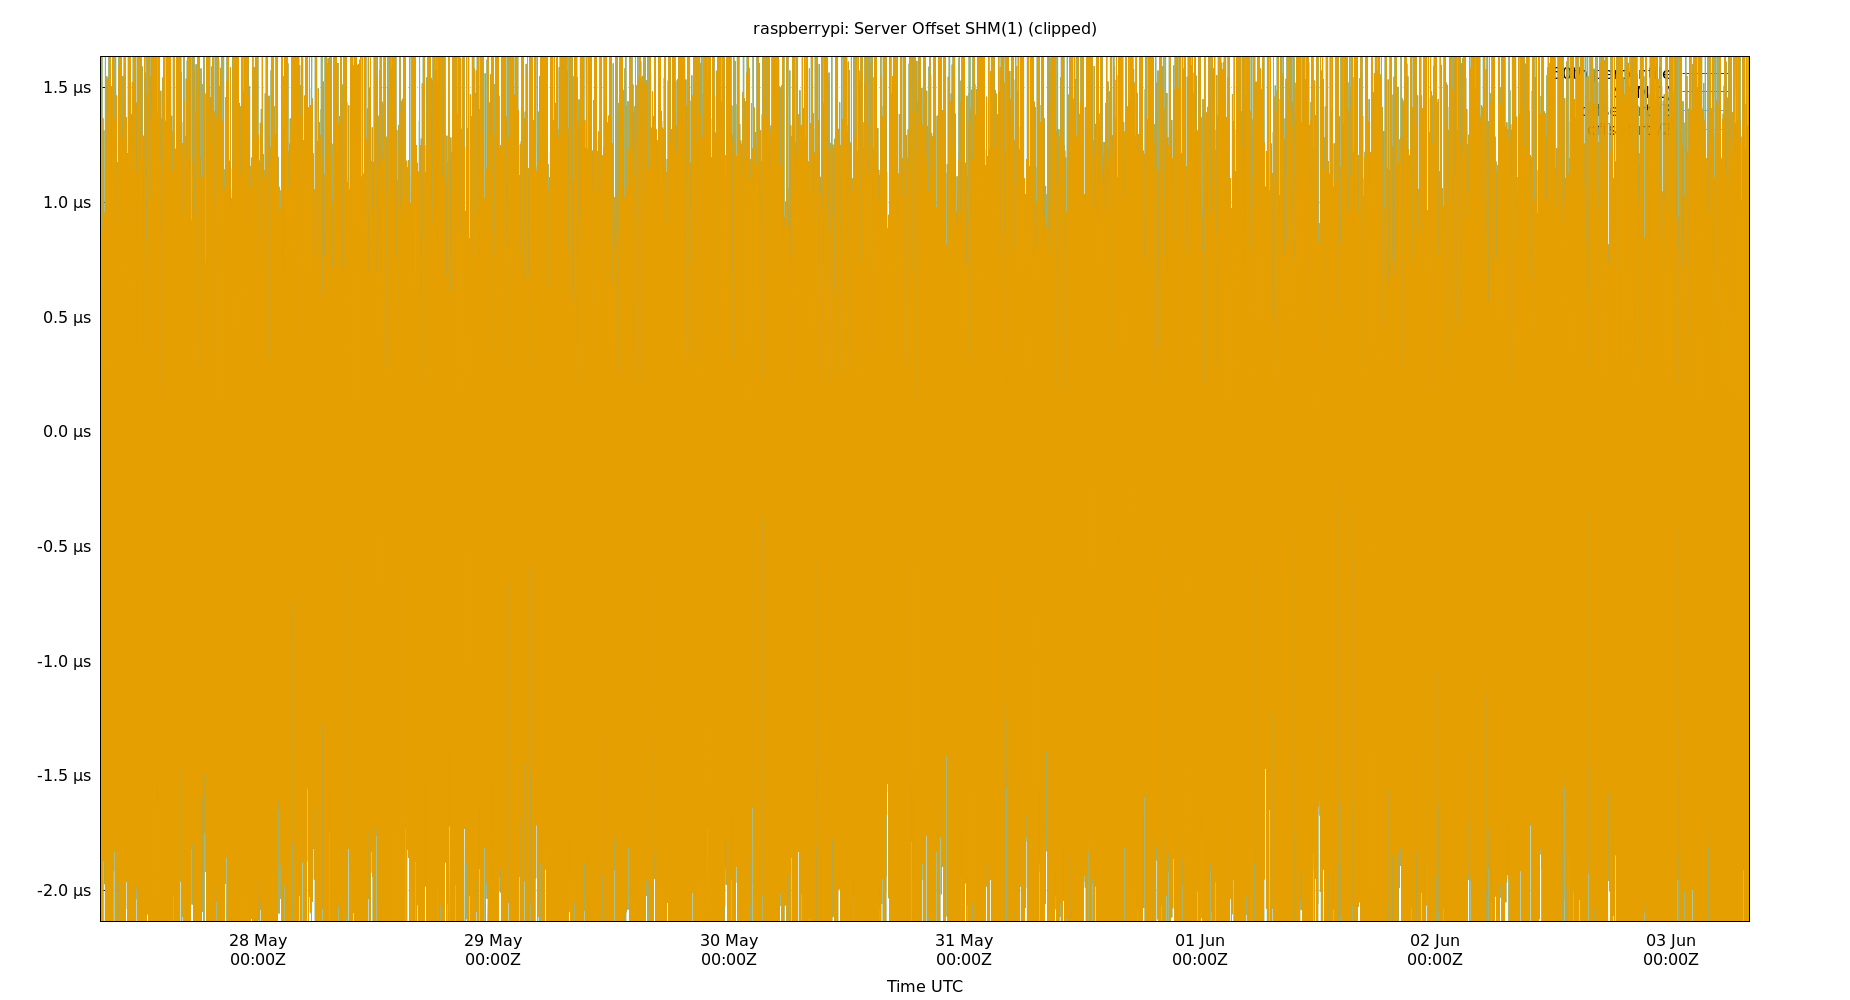 raspberrypi: Server Offset SHM(1) (clipped)
1.5 µs
1.0 µs
0.5 µs
0.0 µs
-0.5 µs
-1.0 µs
-1.5 µs
-2.0 µs
28 May 29 May 30 May 31 May 01 Jun 02 Jun 03 Jun
00:00Z 00:00Z 00:00Z 00:00Z 00:00Z 00:00Z 00:00Z
Time UTC